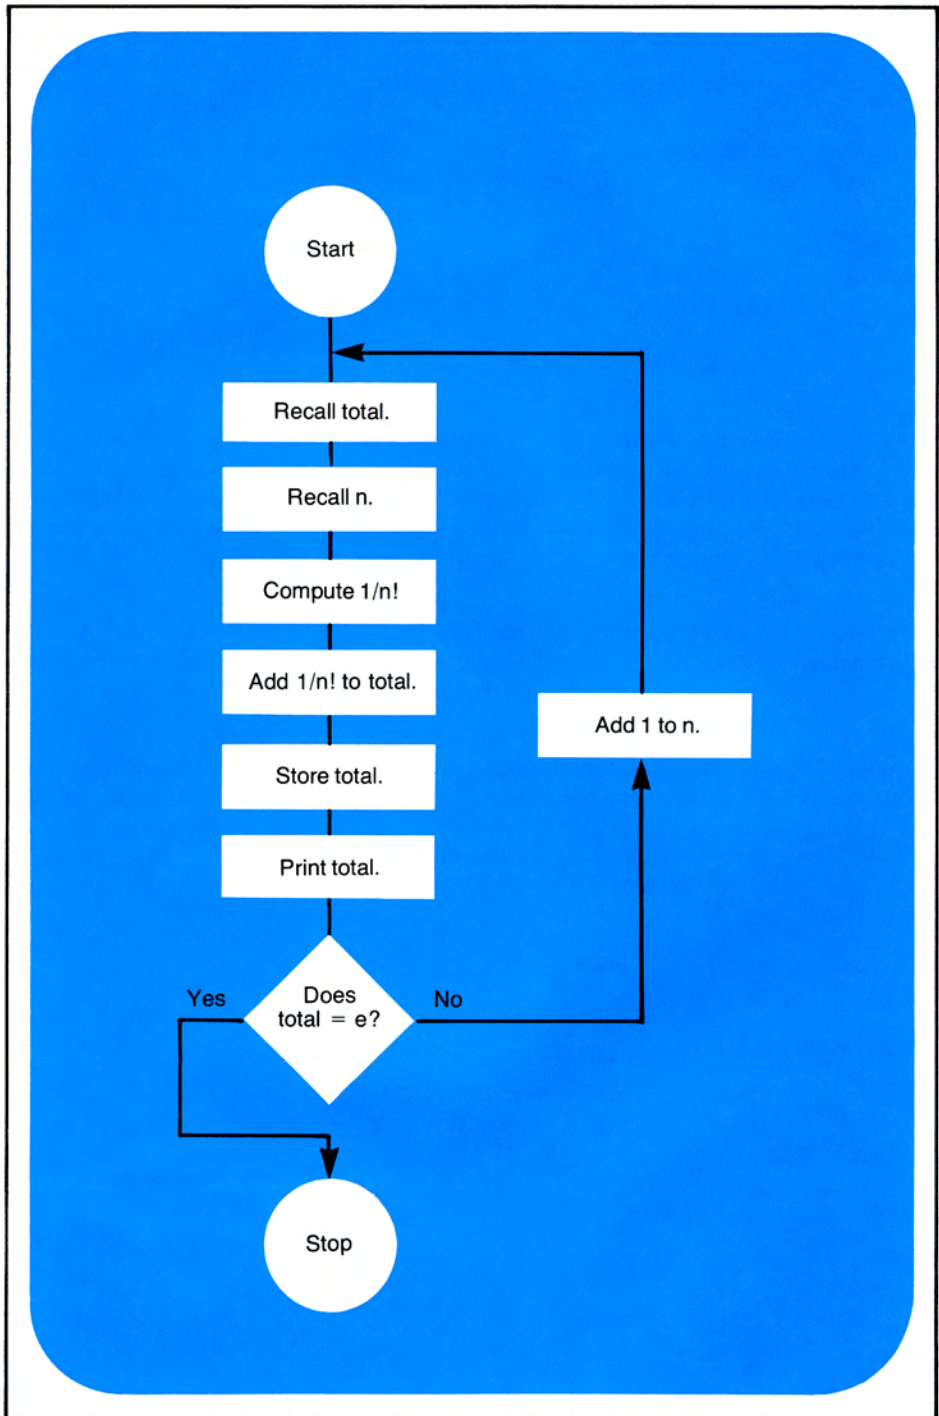 Start
Recall total.
Recall n.
Compute 1/n!
Add 1/n! to total.
Add 1 to n.
Store total.
Print total.
Does
total = e?
Yes
No
Stop